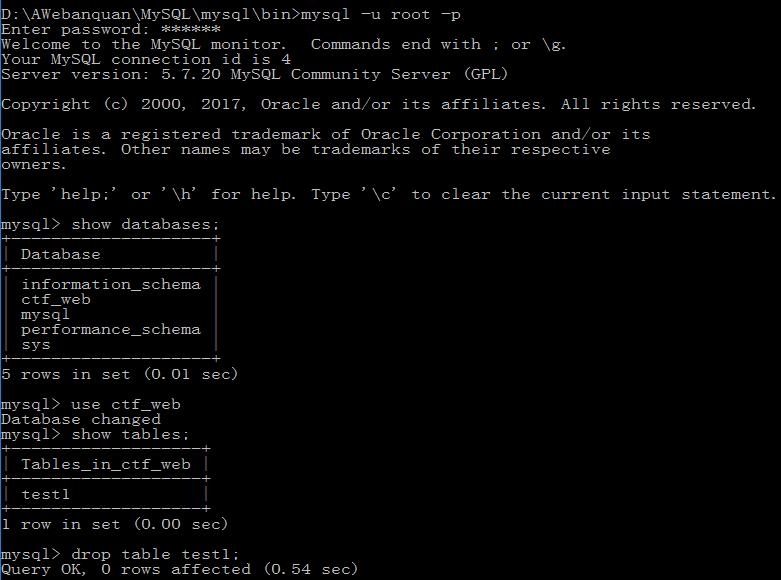 D:\AWebanquan\MySQL\mysql\bin>mysql -u root -p
Enter password: ******
Welcome to the MySQL monitor.  Commands end with ; or \g.
Your MySQL connection id is 4
Server version: 5.7.20 MySQL Community Server (GPL)
Copyright (c) 2000, 2017, Oracle and/or its affiliates. All rights reserved.
Oracle is a registered trademark of Oracle Corporation and/or its
affiliates. Other names may be trademarks of their respective
owners.
Type 'help;' or '\h' for help. Type '\c' to clear the current input statement.
mysql> show databases;
+--------------------+
| Database           |
+--------------------+
| information_schema |
| ctf_web            |
| mysql              |
| performance_schema |
| sys                |
+--------------------+
5 rows in set (0.01 sec)
mysql> use ctf_web
Database changed
mysql> show tables;
+-------------------+
| Tables_in_ctf_web |
+-------------------+
| test1             |
+-------------------+
1 row in set (0.00 sec)
mysql> drop table test1;
Query OK, 0 rows affected (0.54 sec)